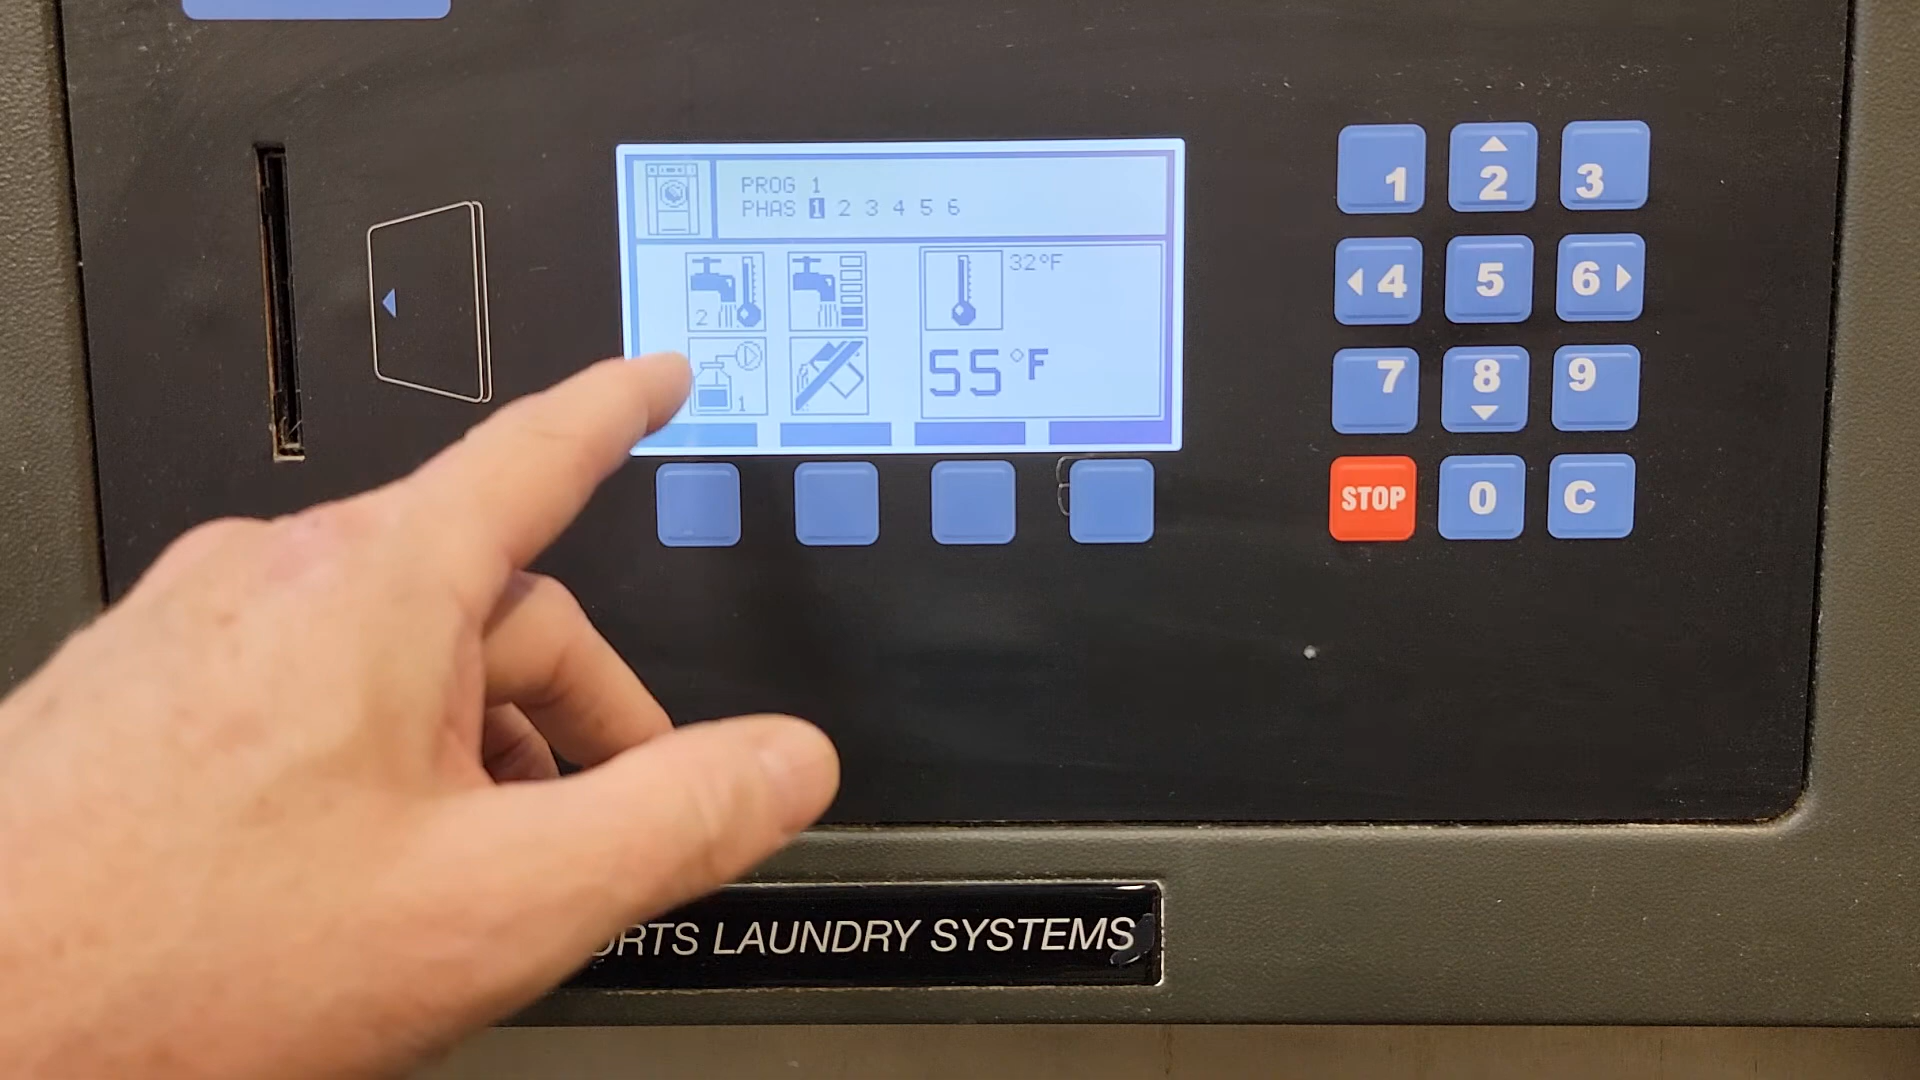 PROG 1
PHAS 1 2 3 4 5 6
32°F
2
1
55°F
1 2 3
4 5 6
7 8 9
STOP 0 C
LAUNDRY SYSTEMS